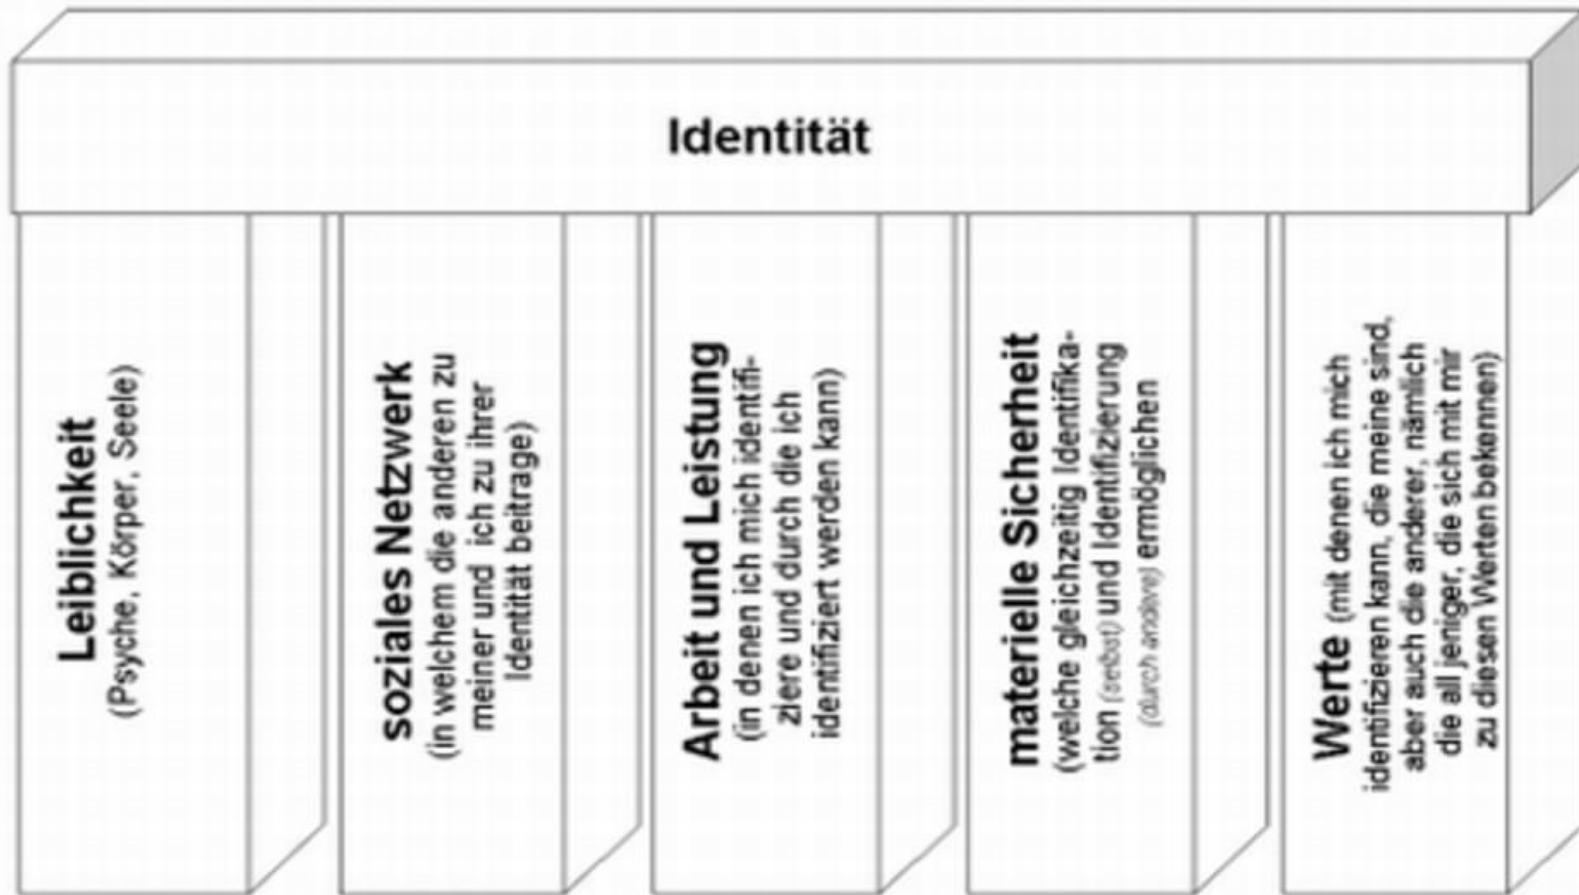 Identität
Leiblichkeit
(Psyche, Körper, Seele)
soziales Netzwerk
(in welchem die anderen zu
meiner und ich zu ihrer
Identität beitrage)
Arbeit und Leistung
(in denen ich mich identifi-
ziere und durch die ich
identifiziert werden kann)
materielle Sicherheit
(welche gleichzeitig Identifika-
tion (selbst) und Identifizierung
(durch andere) ermöglichen
Werte (mit denen ich mich
identifizieren kann, die meine sind,
aber auch die anderer, nämlich
die all jeniger, die sich mit mir
zu diesen Werten bekennen)